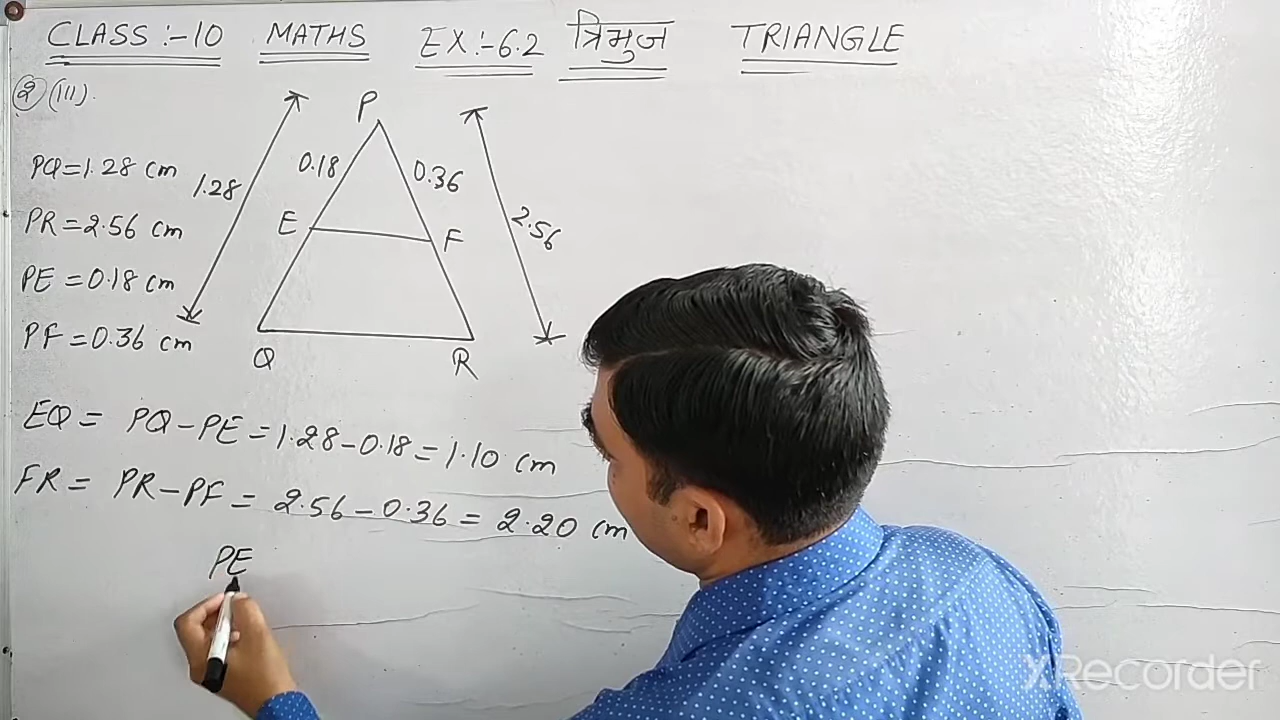 CLASS :- 10 MATHS EX:- 6.2 त्रिभुज TRIANGLE
2 (III).
P
PQ = 1.28 cm
1.28
0.18
0.36
2.56
PR = 2.56 cm
E
F
PE = 0.18 cm
PF = 0.36 cm
Q
R
EQ = PQ - PE = 1.28 - 0.18 = 1.10 cm
FR = PR - PF = 2.56 - 0.36 = 2.20 cm
PE
XRecorder